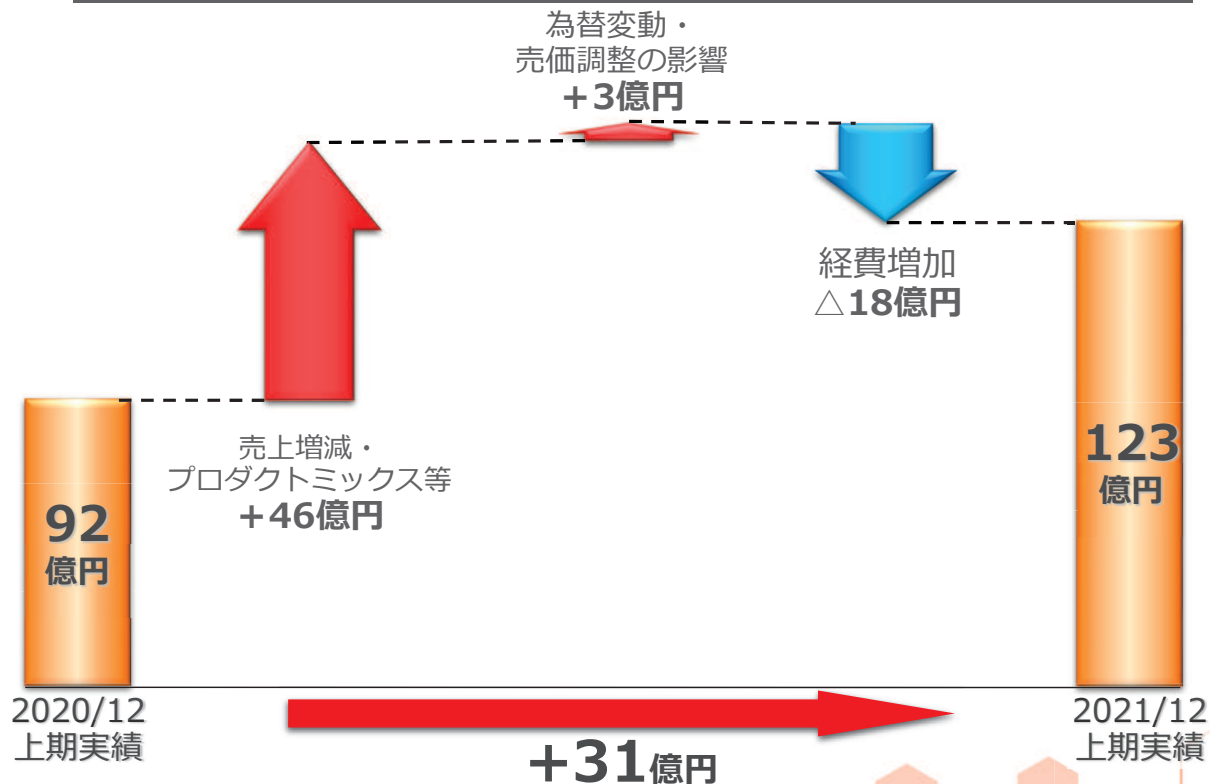 為替変動・
売価調整の影響
+3億円
経費増加
△18億円
売上増減・
プロダクトミックス等
+46億円
92
億円
123
億円
2020/12
上期実績
2021/12
上期実績
+31億円